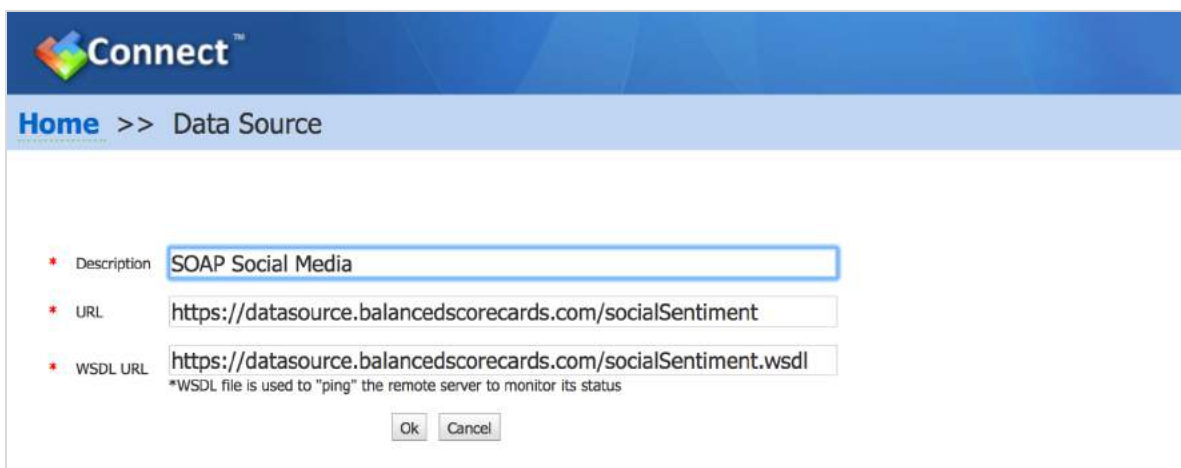 Connect™
Home >> Data Source
* Description SOAP Social Media
* URL https://datasource.balancedscorecards.com/socialSentiment
* WSDL URL https://datasource.balancedscorecards.com/socialSentiment.wsdl
*WSDL file is used to "ping" the remote server to monitor its status
Ok Cancel